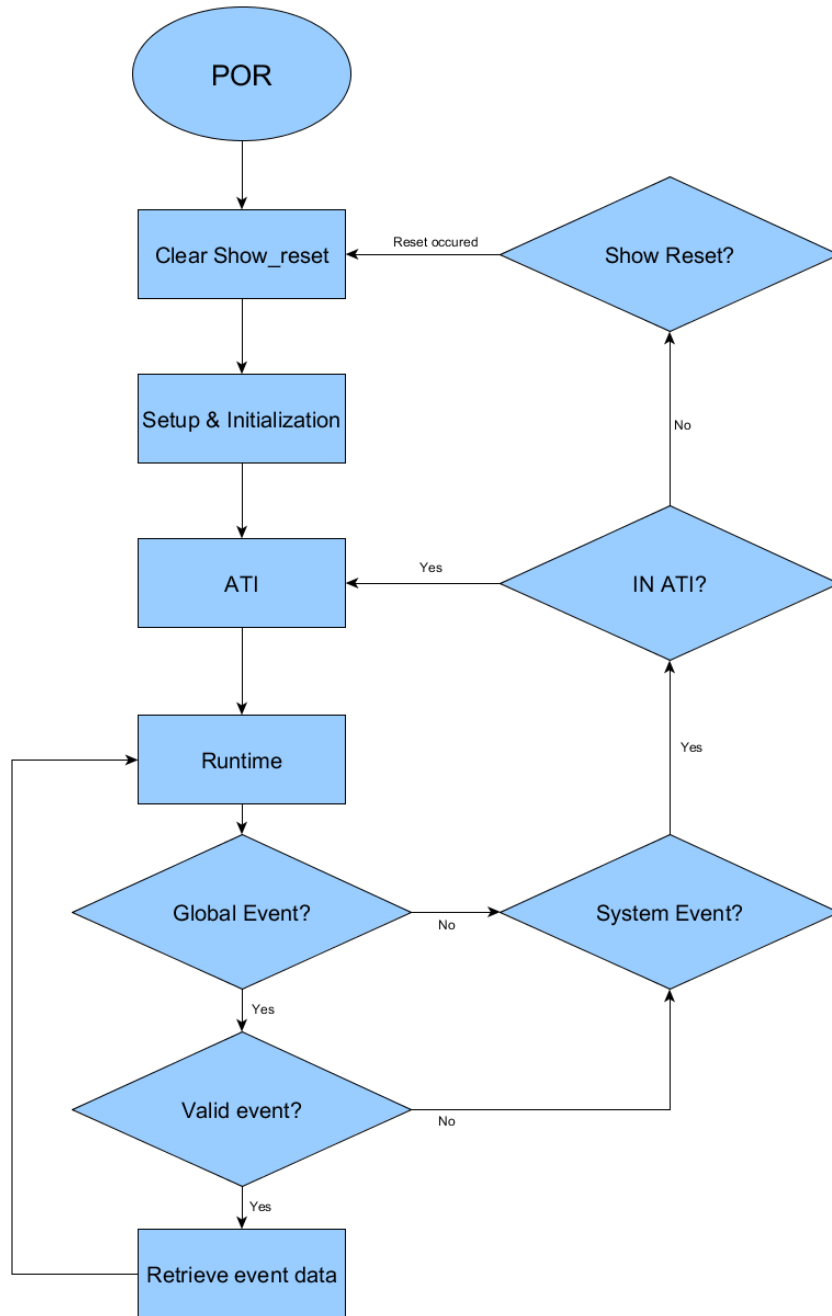 POR
Clear Show_reset
Reset occured
Show Reset?
Setup & Initialization
No
ATI
Yes
IN ATI?
Runtime
Yes
Global Event?
No
System Event?
Yes
Valid event?
No
Yes
Retrieve event data